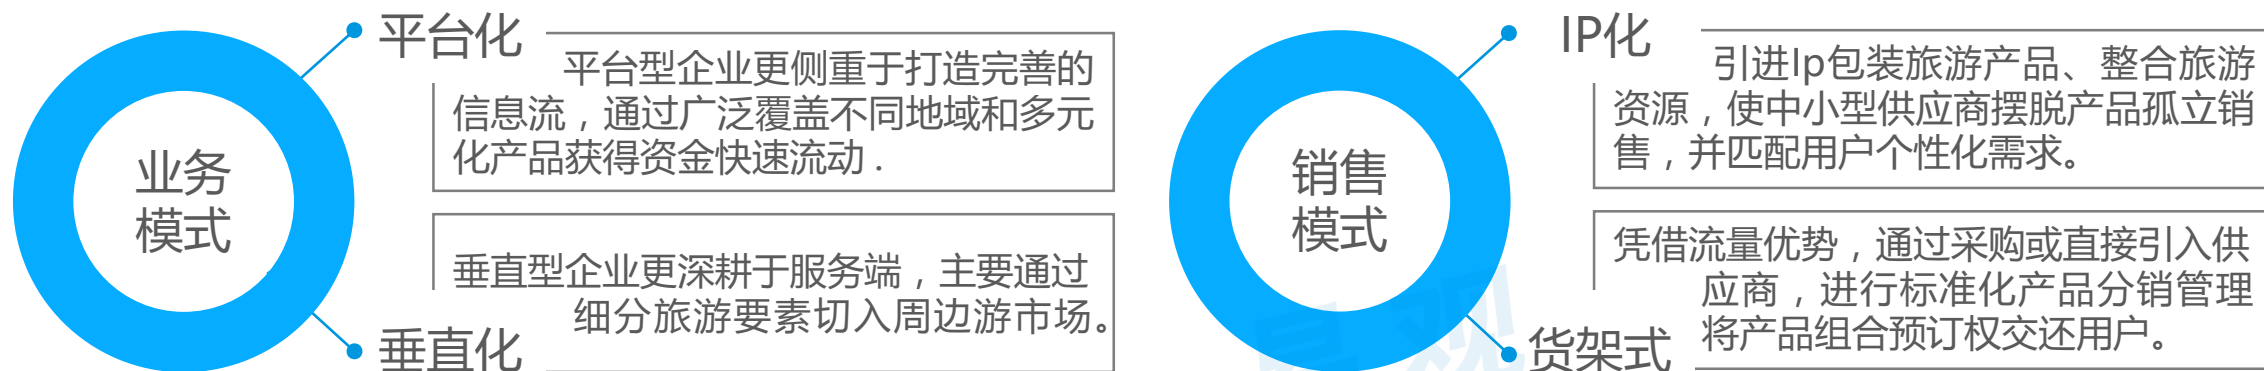 业务
模式
平台化
平台型企业更侧重于打造完善的
信息流，通过广泛覆盖不同地域和多元
化产品获得资金快速流动.
垂直型企业更深耕于服务端，主要通过
细分旅游要素切入周边游市场。
垂直化
销售
模式
IP化
引进Ip包装旅游产品、整合旅游
资源，使中小型供应商摆脱产品孤立销
售，并匹配用户个性化需求。
凭借流量优势，通过采购或直接引入供
应商，进行标准化产品分销管理
将产品组合预订权交还用户。
货架式